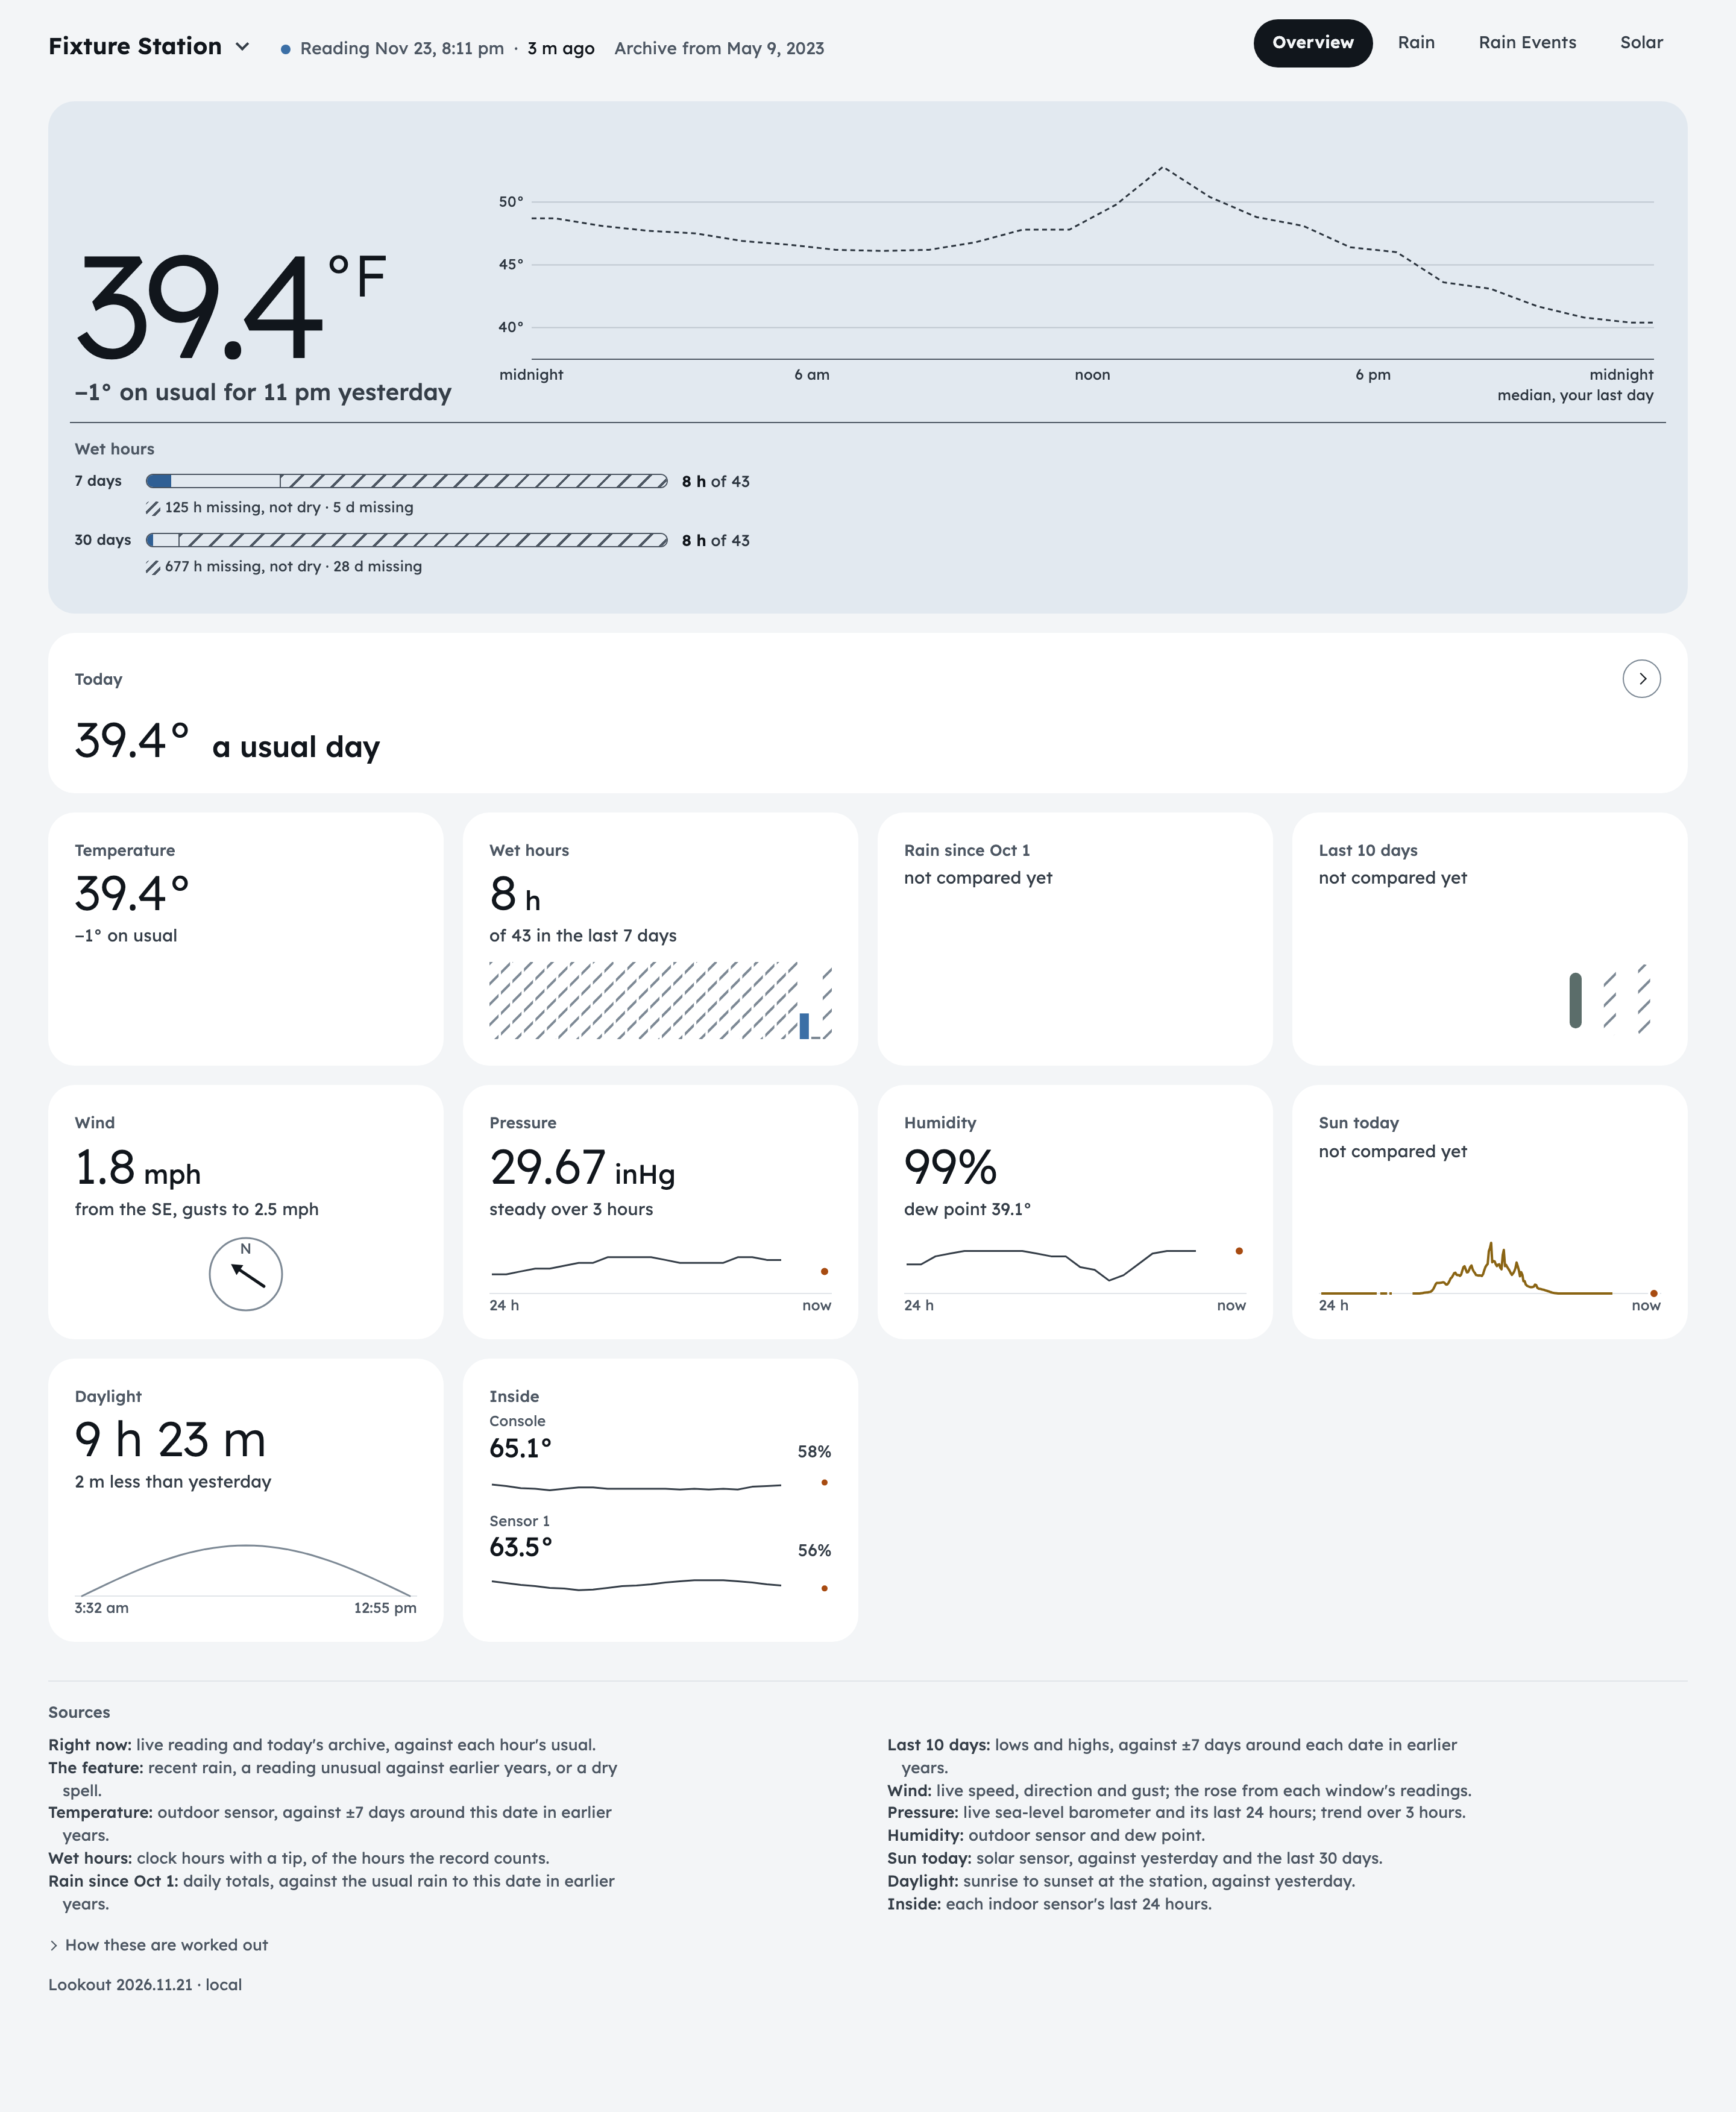 Fixture Station
Reading Nov 23, 8:11 pm · 3 m ago Archive from May 9, 2023
Overview Rain Rain Events Solar
50°
45°
40°
39.4°F
−1° on usual for 11 pm yesterday
midnight 6 am noon 6 pm midnight
median, your last day
Wet hours
7 days 8 h of 43
125 h missing, not dry · 5 d missing
30 days 8 h of 43
677 h missing, not dry · 28 d missing
Today
39.4° a usual day
Temperature
39.4°
−1° on usual
Wet hours
8 h
of 43 in the last 7 days
Rain since Oct 1
not compared yet
Last 10 days
not compared yet
Wind
1.8 mph
from the SE, gusts to 2.5 mph
N
Pressure
29.67 inHg
steady over 3 hours
24 h now
Humidity
99%
dew point 39.1°
24 h now
Sun today
not compared yet
24 h now
Daylight
9 h 23 m
2 m less than yesterday
3:32 am 12:55 pm
Inside
Console
65.1° 58%
Sensor 1
63.5° 56%
Sources
Right now: live reading and today's archive, against each hour's usual.
The feature: recent rain, a reading unusual against earlier years, or a dry
spell.
Temperature: outdoor sensor, against ±7 days around this date in earlier
years.
Wet hours: clock hours with a tip, of the hours the record counts.
Rain since Oct 1: daily totals, against the usual rain to this date in earlier
years.
Last 10 days: lows and highs, against ±7 days around each date in earlier
years.
Wind: live speed, direction and gust; the rose from each window's readings.
Pressure: live sea-level barometer and its last 24 hours; trend over 3 hours.
Humidity: outdoor sensor and dew point.
Sun today: solar sensor, against yesterday and the last 30 days.
Daylight: sunrise to sunset at the station, against yesterday.
Inside: each indoor sensor's last 24 hours.
How these are worked out
Lookout 2026.11.21 · local